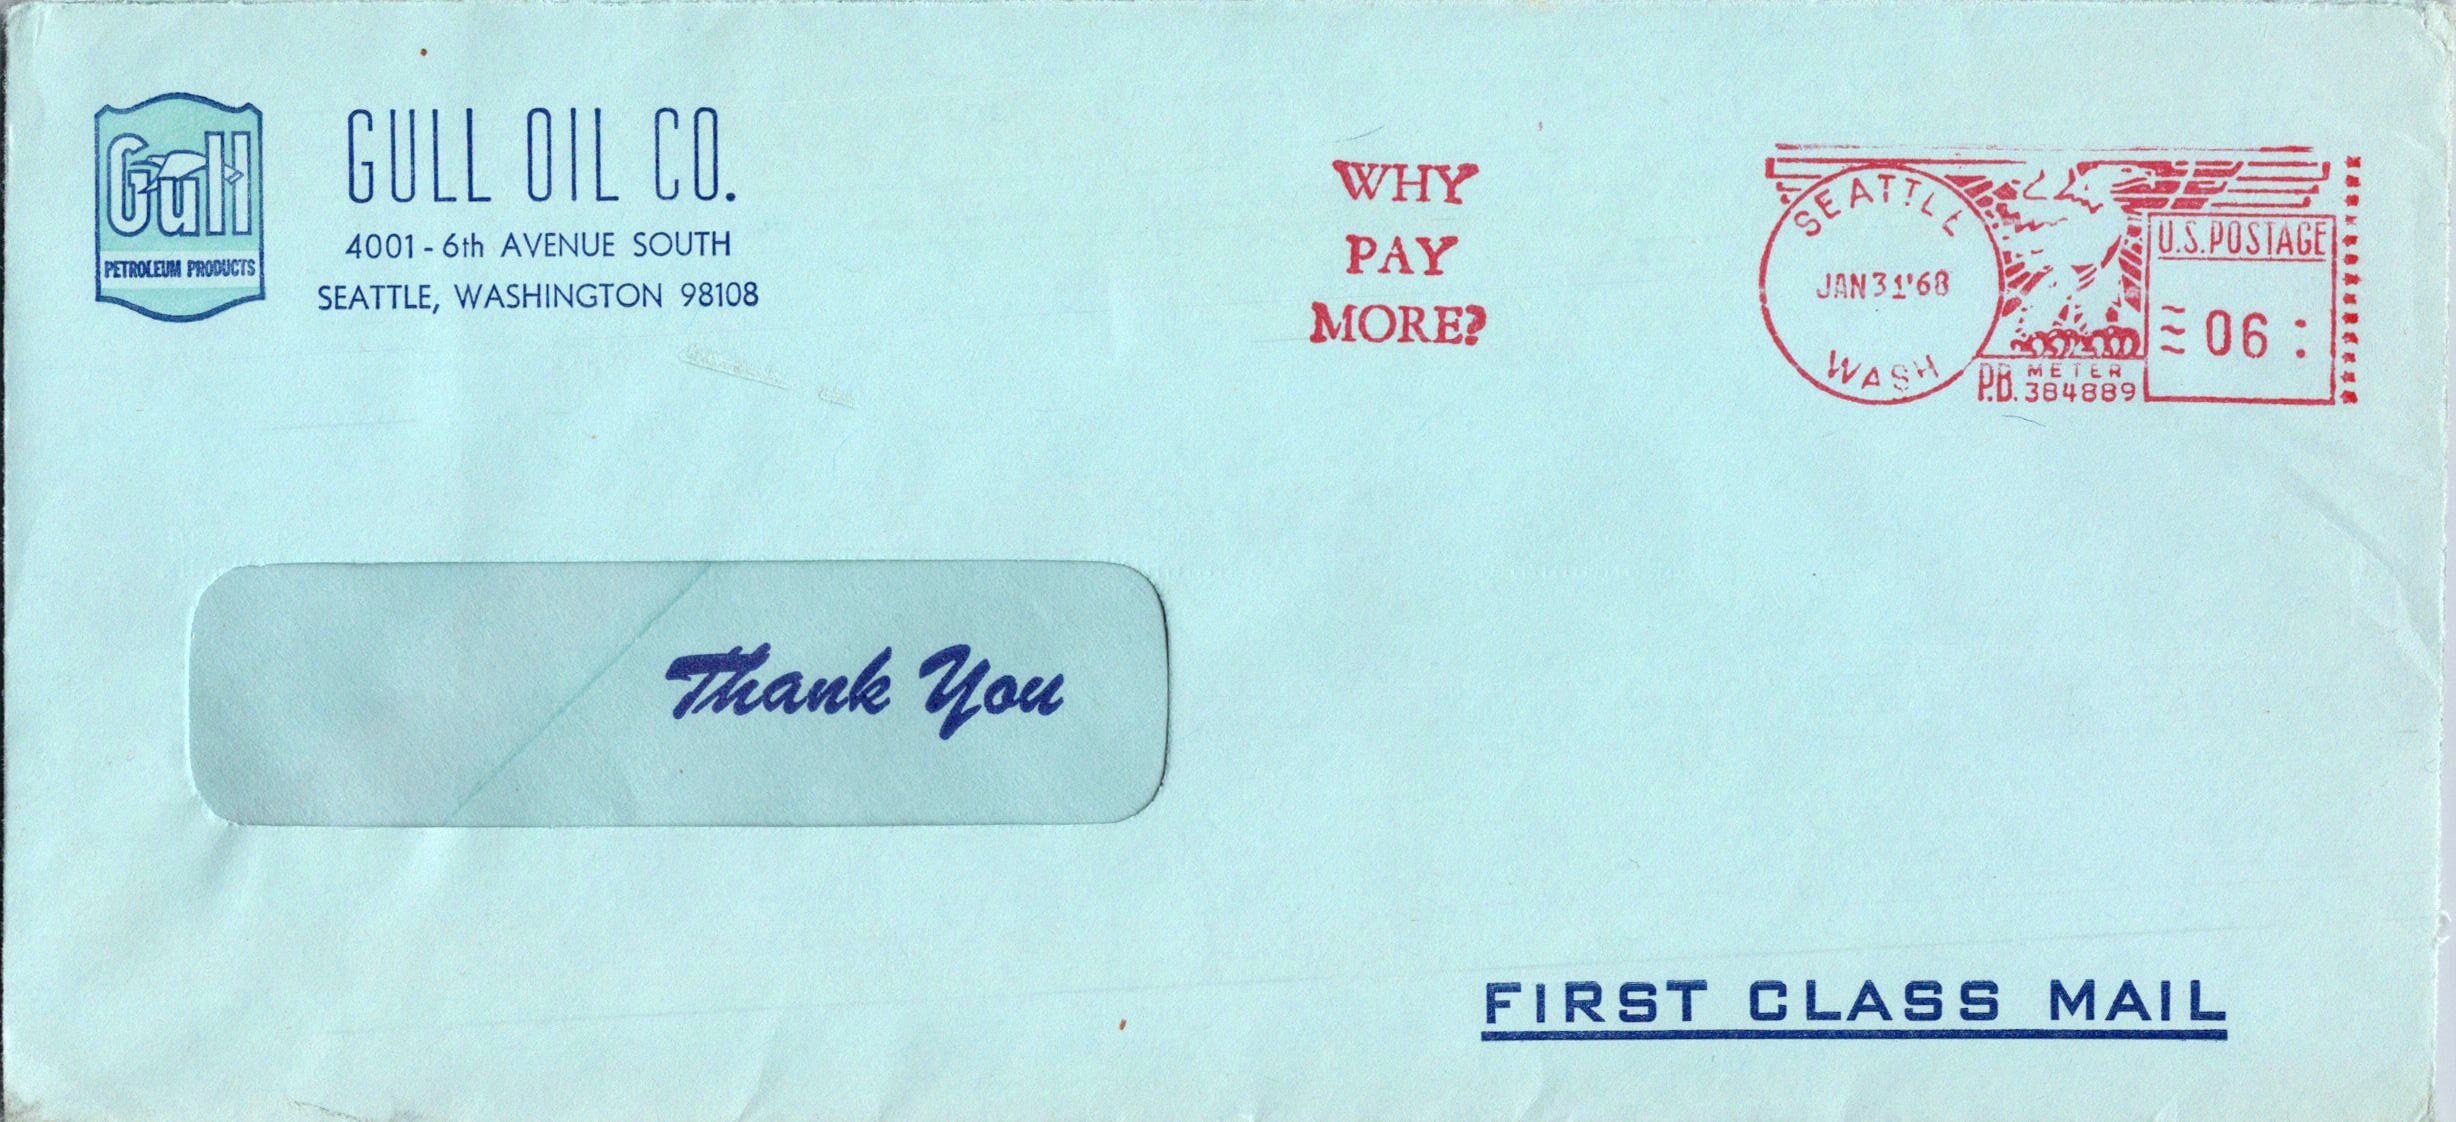 Gull
PETROLEUM PRODUCTS
GULL OIL CO.
4001 - 6th AVENUE SOUTH
SEATTLE, WASHINGTON 98108
WHY
PAY
MORE?
SEATTLE
JAN 31 '68
WASH
P.B. METER
384889
U.S. POSTAGE
06
Thank You
FIRST CLASS MAIL